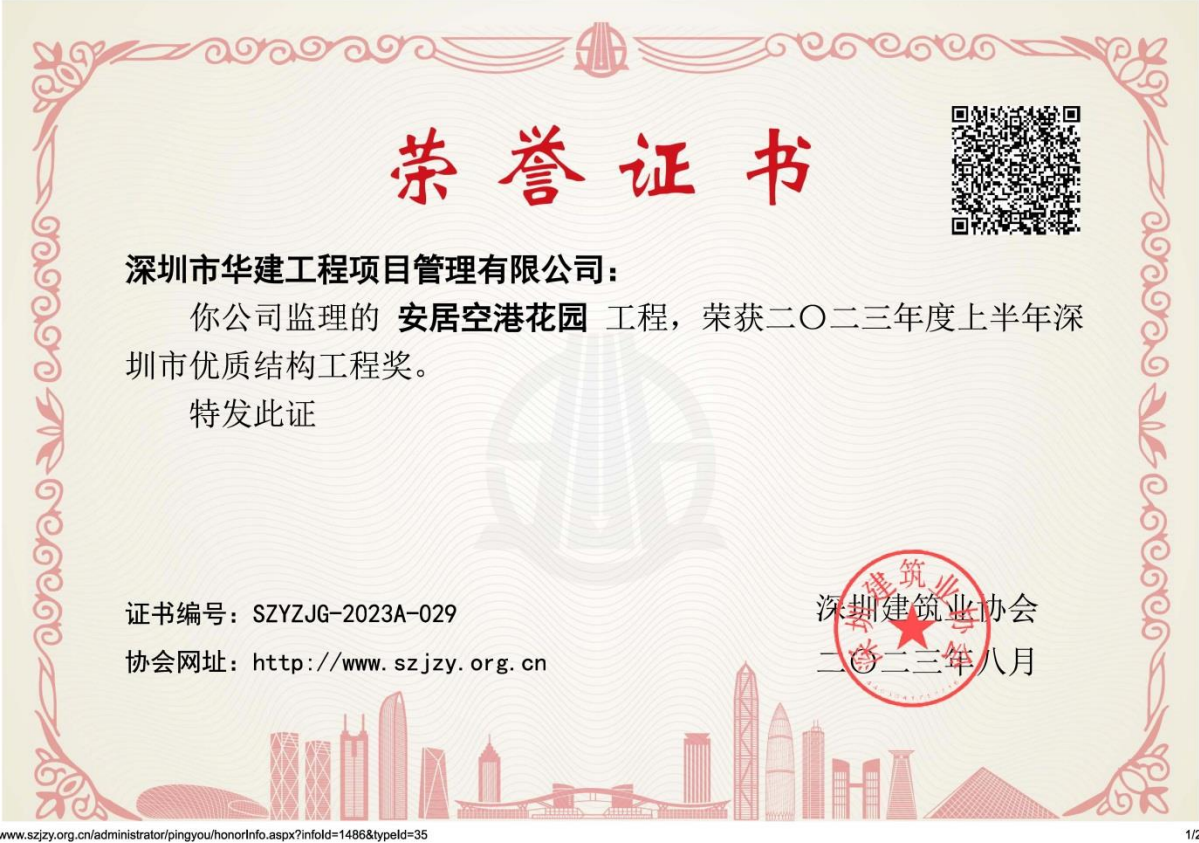 荣誉证书
深圳市华建工程项目管理有限公司：
你公司监理的 安居空港花园 工程，荣获二〇二三年度上半年深
圳市优质结构工程奖。
特发此证
证书编号：SZYZJG-2023A-029
深圳建筑业协会
协会网址：http://www.szjzy.org.cn
二〇二三年八月
深圳建筑业协会
www.szjzy.org.cn/administrator/pingyou/honorInfo.aspx?infoId=1486&typeId=35